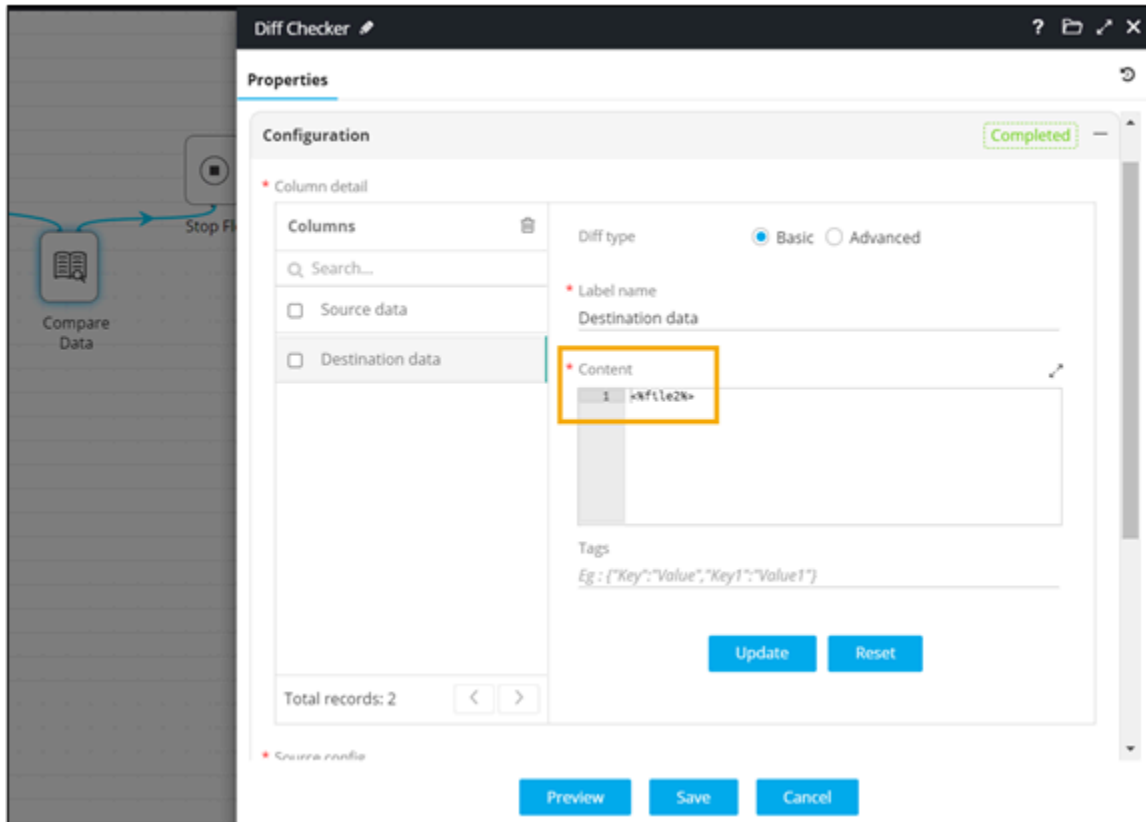 Diff Checker
?
Properties
Configuration
Completed
* Column detail
Columns
Search...
Source data
Destination data
Total records: 2
Diff type
Basic
Advanced
* Label name
Destination data
* Content
1 <%file2%>
Tags
Eg : {"Key":"Value","Key1":"Value1"}
Update
Reset
* Source config
Preview
Save
Cancel
Stop Fl
Compare
Data